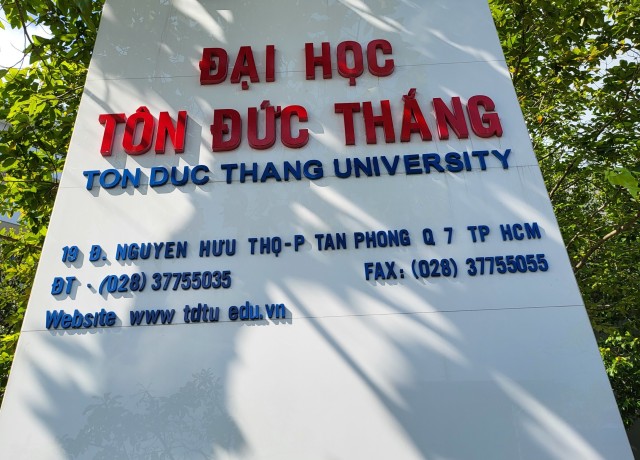 ĐẠI HỌC
TÔN ĐỨC THẮNG
TON DUC THANG UNIVERSITY
19 Đ. NGUYEN HƯU THỌ-P TAN PHONG Q 7 TP HCM
ĐT . (028) 37755035 FAX: (028) 37755055
Website www tdtu edu.vn